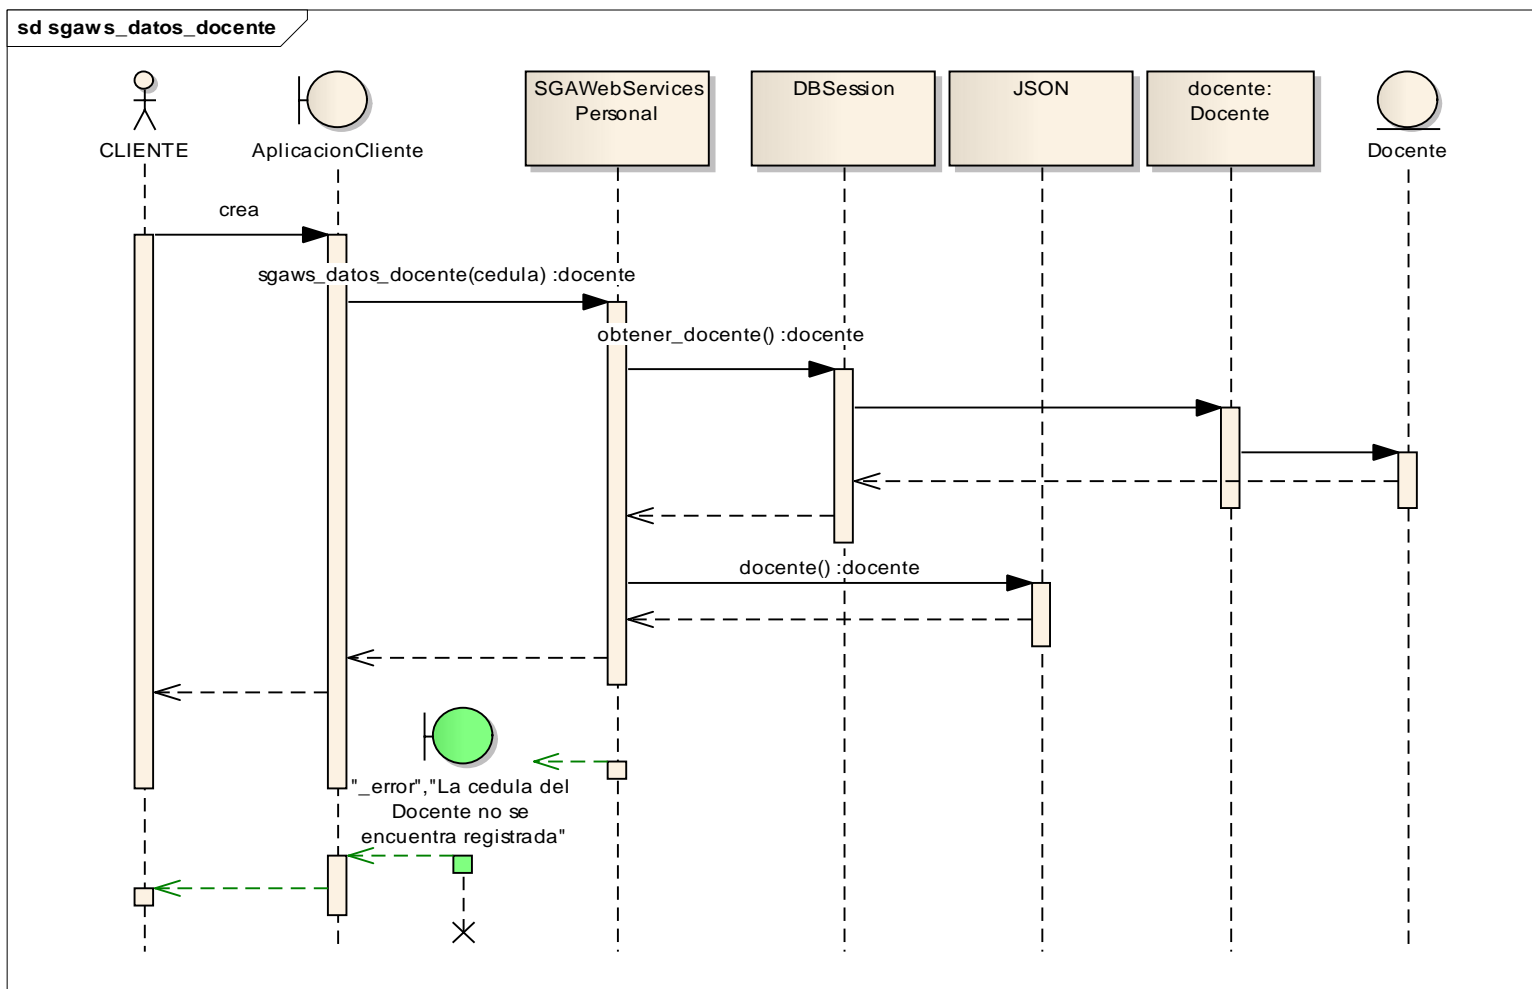 sd sgaws_datos_docente
CLIENTE
AplicacionCliente
SGAWebServices
Personal
DBSession
JSON
docente:
Docente
Docente
crea
sgaws_datos_docente(cedula) :docente
obtener_docente() :docente
docente() :docente
"_error","La cedula del
Docente no se
encuentra registrada"